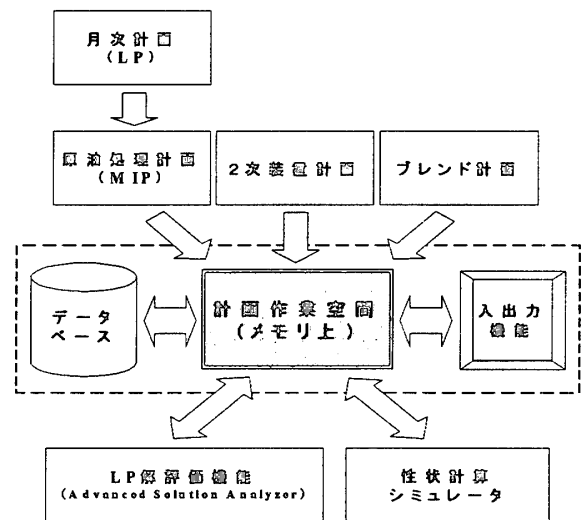 月次計画
(LP)
原油処理計画
(MIP)
2次装置計画
ブレンド計画
データ
ベース
計画作業空間
(メモリ上)
入出力
機能
LP解評価機能
(Advanced Solution Analyzer)
性状計算
シミュレータ